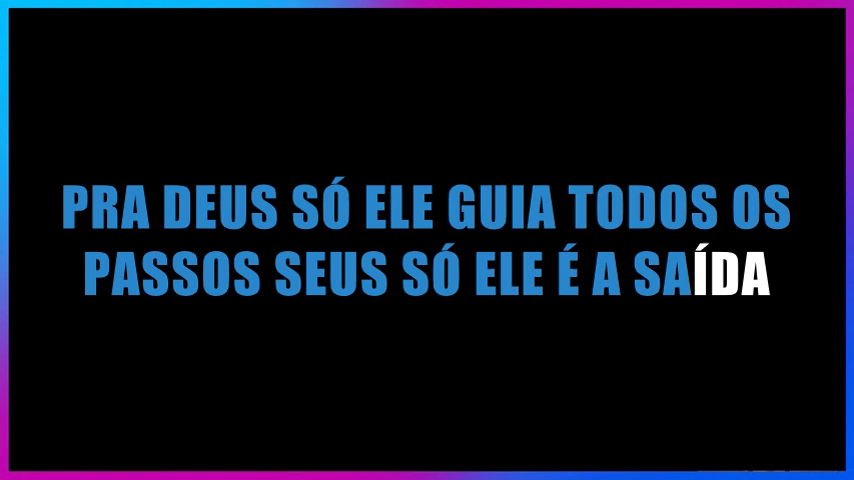 PRA DEUS SÓ ELE GUIA TODOS OS
PASSOS SEUS SÓ ELE É A SAÍDA